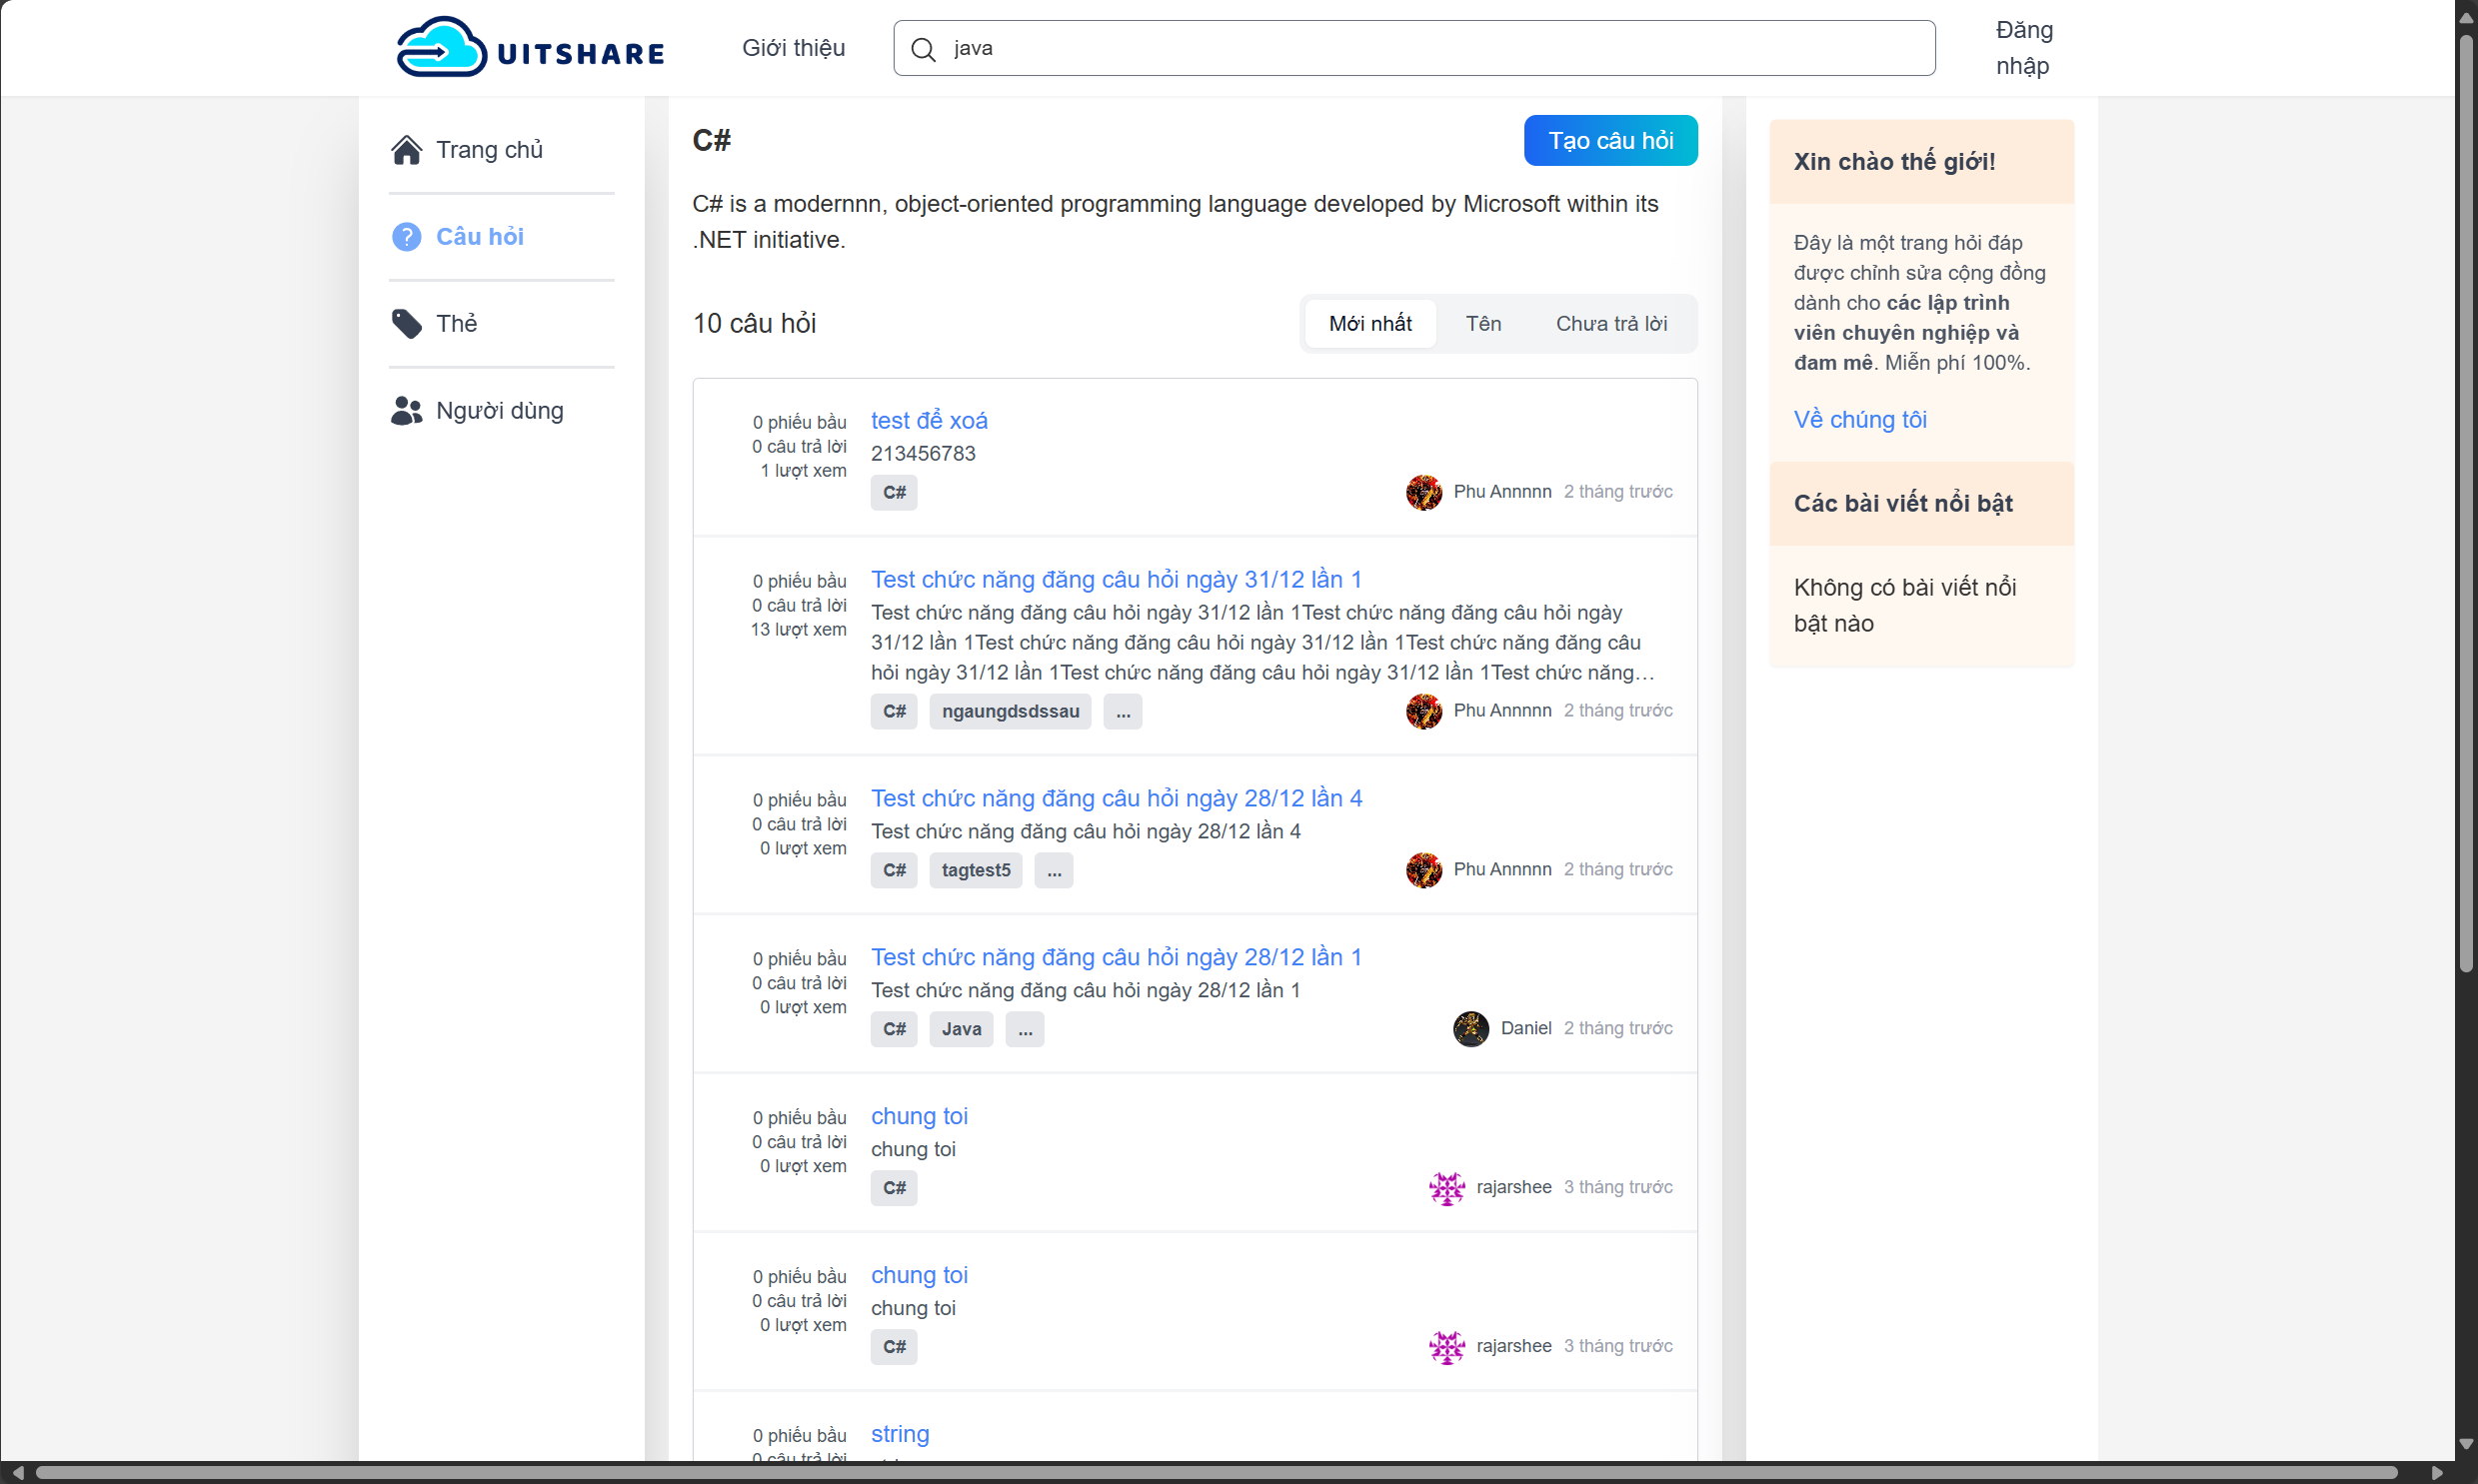 UITSHARE
Giới thiệu
java
Đăng
nhập
Trang chủ
Câu hỏi
Thẻ
Người dùng
C#
Tạo câu hỏi
C# is a modernnn, object-oriented programming language developed by Microsoft within its
.NET initiative.
10 câu hỏi
Mới nhất
Tên
Chưa trả lời
0 phiếu bầu
0 câu trả lời
1 lượt xem
test để xoá
213456783
C#
Phu Annnnn 2 tháng trước
0 phiếu bầu
0 câu trả lời
13 lượt xem
Test chức năng đăng câu hỏi ngày 31/12 lần 1
Test chức năng đăng câu hỏi ngày 31/12 lần 1Test chức năng đăng câu hỏi ngày
31/12 lần 1Test chức năng đăng câu hỏi ngày 31/12 lần 1Test chức năng đăng câu
hỏi ngày 31/12 lần 1Test chức năng đăng câu hỏi ngày 31/12 lần 1Test chức năng…
C# ngaungdsdssau ...
Phu Annnnn 2 tháng trước
0 phiếu bầu
0 câu trả lời
0 lượt xem
Test chức năng đăng câu hỏi ngày 28/12 lần 4
Test chức năng đăng câu hỏi ngày 28/12 lần 4
C# tagtest5 ...
Phu Annnnn 2 tháng trước
0 phiếu bầu
0 câu trả lời
0 lượt xem
Test chức năng đăng câu hỏi ngày 28/12 lần 1
Test chức năng đăng câu hỏi ngày 28/12 lần 1
C# Java ...
Daniel 2 tháng trước
0 phiếu bầu
0 câu trả lời
0 lượt xem
chung toi
chung toi
C#
rajarshee 3 tháng trước
0 phiếu bầu
0 câu trả lời
0 lượt xem
chung toi
chung toi
C#
rajarshee 3 tháng trước
0 phiếu bầu
0 câu trả lời
string
Xin chào thế giới!
Đây là một trang hỏi đáp
được chỉnh sửa cộng đồng
dành cho các lập trình
viên chuyên nghiệp và
đam mê. Miễn phí 100%.
Về chúng tôi
Các bài viết nổi bật
Không có bài viết nổi
bật nào